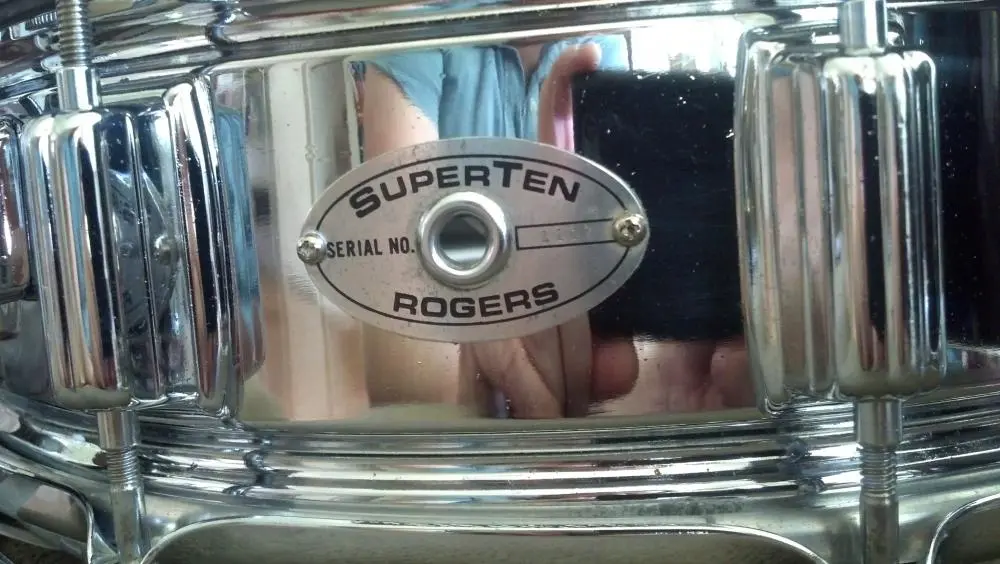 SUPERTEN
SERIAL NO.
ROGERS